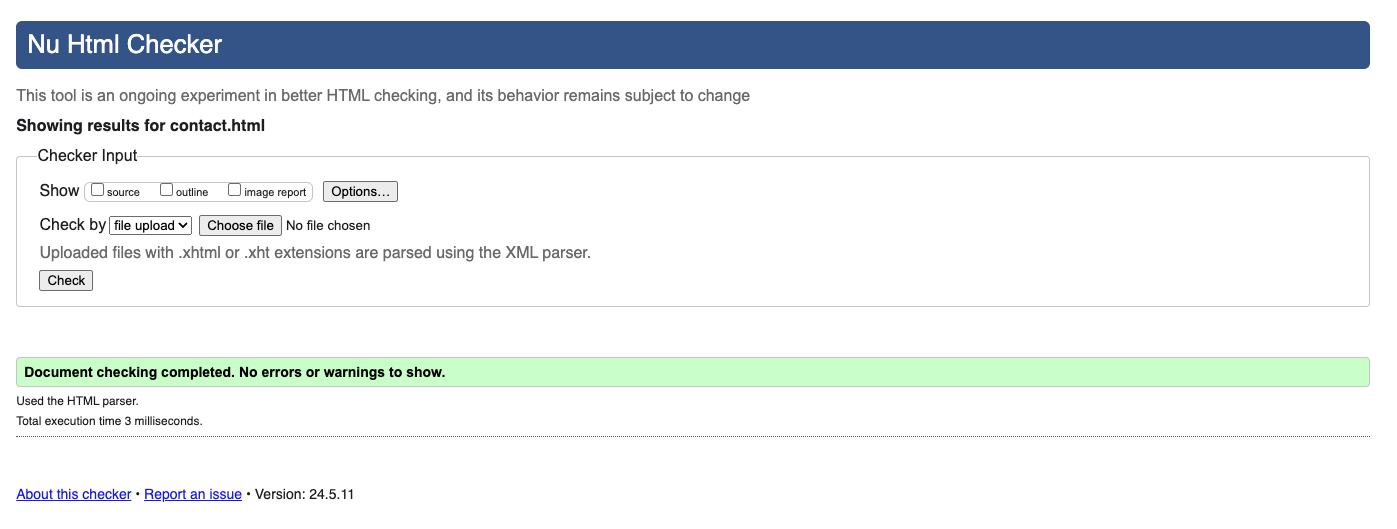 Nu Html Checker
This tool is an ongoing experiment in better HTML checking, and its behavior remains subject to change
Showing results for contact.html
Checker Input
Show source outline image report Options...
Check by file upload Choose file No file chosen
Uploaded files with .xhtml or .xht extensions are parsed using the XML parser.
Check
Document checking completed. No errors or warnings to show.
Used the HTML parser.
Total execution time 3 milliseconds.
About this checker • Report an issue • Version: 24.5.11